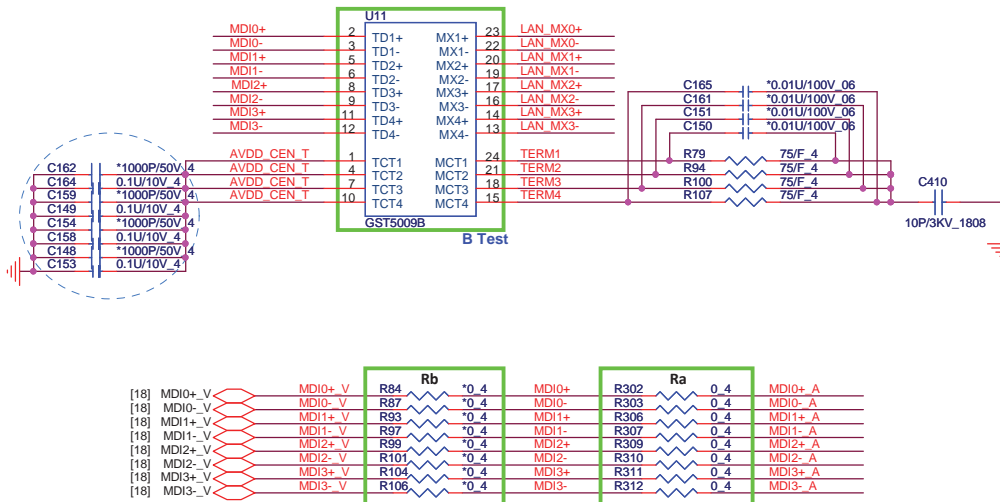 U11
MDI0+ 2 TD1+ MX1+ 23 LAN_MX0+
MDI0- 3 TD1- MX1- 22 LAN_MX0-
MDI1+ 5 TD2+ MX2+ 20 LAN_MX1+
MDI1- 6 TD2- MX2- 19 LAN_MX1-
MDI2+ 8 TD3+ MX3+ 17 LAN_MX2+
MDI2- 9 TD3- MX3- 16 LAN_MX2-
MDI3+ 11 TD4+ MX4+ 14 LAN_MX3+
MDI3- 12 TD4- MX4- 13 LAN_MX3-
AVDD_CEN_T 1 TCT1 MCT1 24 TERM1
AVDD_CEN_T 4 TCT2 MCT2 21 TERM2
AVDD_CEN_T 7 TCT3 MCT3 18 TERM3
AVDD_CEN_T 10 TCT4 MCT4 15 TERM4
GST5009B
B Test
C165 *0.01U/100V_06
C161 *0.01U/100V_06
C151 *0.01U/100V_06
C150 *0.01U/100V_06
R79 75/F_4
R94 75/F_4
R100 75/F_4
R107 75/F_4
C410
10P/3KV_1808
C162 *1000P/50V_4
C164 0.1U/10V_4
C159 *1000P/50V_4
C149 0.1U/10V_4
C154 *1000P/50V_4
C158 0.1U/10V_4
C148 *1000P/50V_4
C153 0.1U/10V_4
Rb Ra
[18] MDI0+_V MDI0+_V R84 *0_4 MDI0+ R302 0_4 MDI0+_A
[18] MDI0-_V MDI0-_V R87 *0_4 MDI0- R303 0_4 MDI0-_A
[18] MDI1+_V MDI1+_V R93 *0_4 MDI1+ R306 0_4 MDI1+_A
[18] MDI1-_V MDI1-_V R97 *0_4 MDI1- R307 0_4 MDI1-_A
[18] MDI2+_V MDI2+_V R99 *0_4 MDI2+ R309 0_4 MDI2+_A
[18] MDI2-_V MDI2-_V R101 *0_4 MDI2- R310 0_4 MDI2-_A
[18] MDI3+_V MDI3+_V R104 *0_4 MDI3+ R311 0_4 MDI3+_A
[18] MDI3-_V MDI3-_V R106 *0_4 MDI3- R312 0_4 MDI3-_A